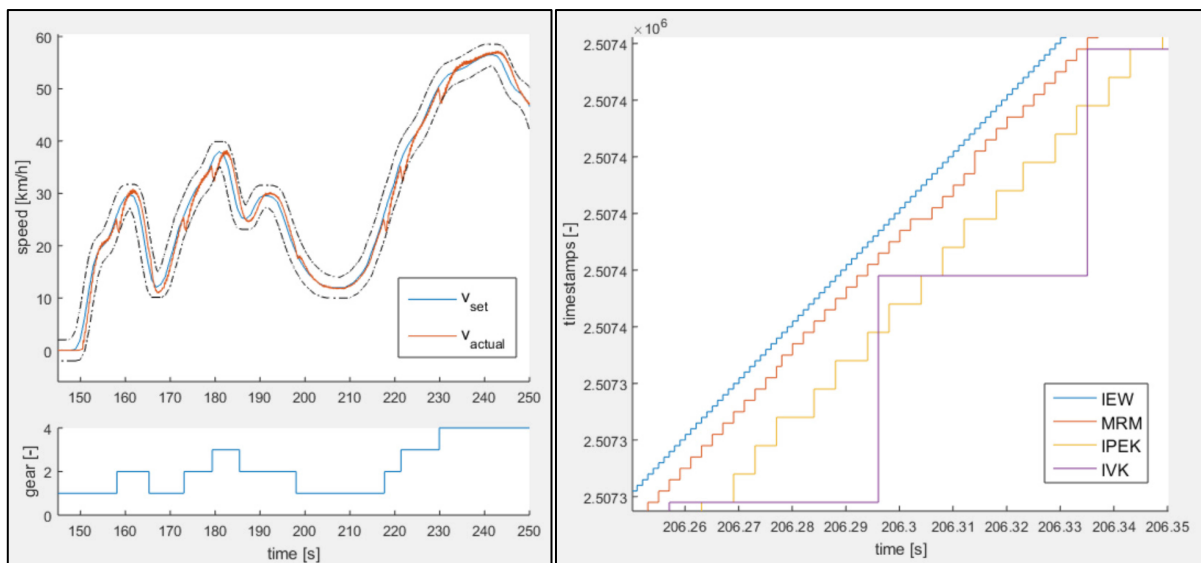 60
50
40
30
20
10
0
speed [km/h]
v set
v actual
150 160 170 180 190 200 210 220 230 240 250
4
2
0
gear [-]
150 160 170 180 190 200 210 220 230 240 250
time [s]
×10 6
2.5074
2.5074
2.5074
2.5074
2.5074
2.5074
2.5073
2.5073
2.5073
timestamps [-]
IEW
MRM
IPEK
IVK
206.26 206.27 206.28 206.29 206.3 206.31 206.32 206.33 206.34 206.35
time [s]